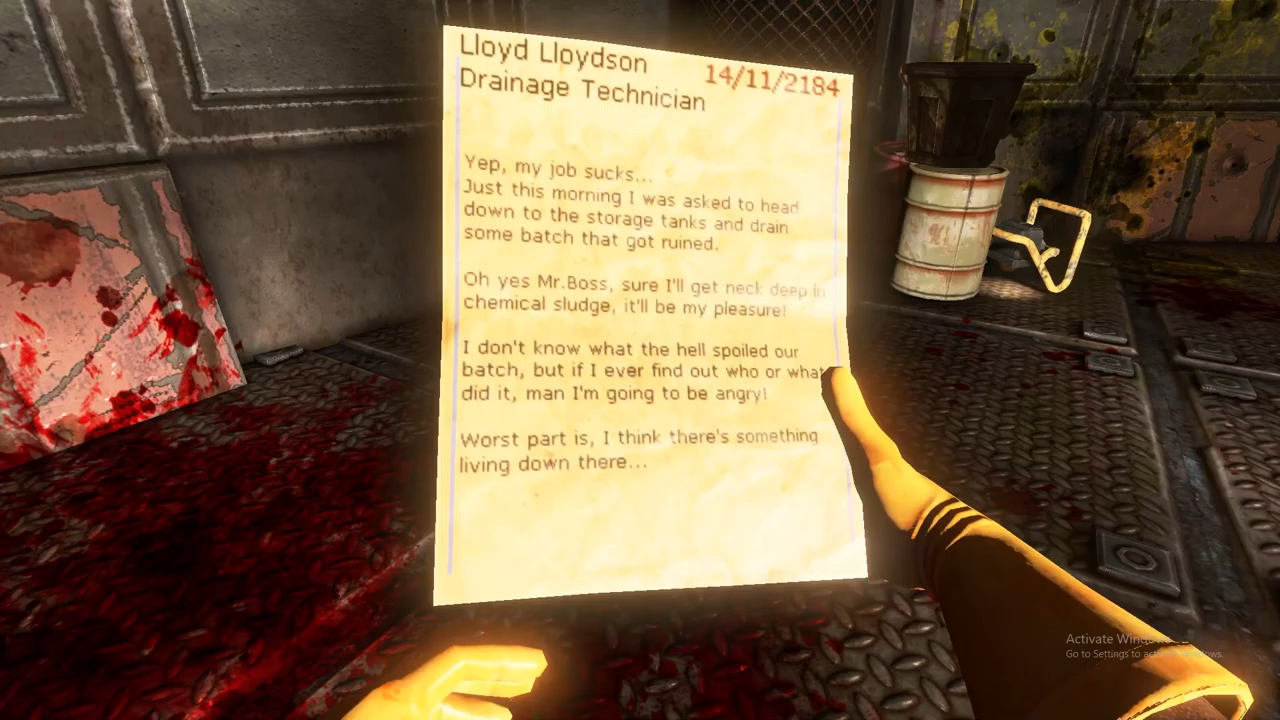 Lloyd Lloydson
14/11/2184
Drainage Technician
Yep, my job sucks...
Just this morning I was asked to head
down to the storage tanks and drain
some batch that got ruined.
Oh yes Mr.Boss, sure I'll get neck deep in
chemical sludge, it'll be my pleasure!
I don't know what the hell spoiled our
batch, but if I ever find out who or what
did it, man I'm going to be angry!
Worst part is, I think there's something
living down there...
Activate Windows
Go to Settings to activate Windows.